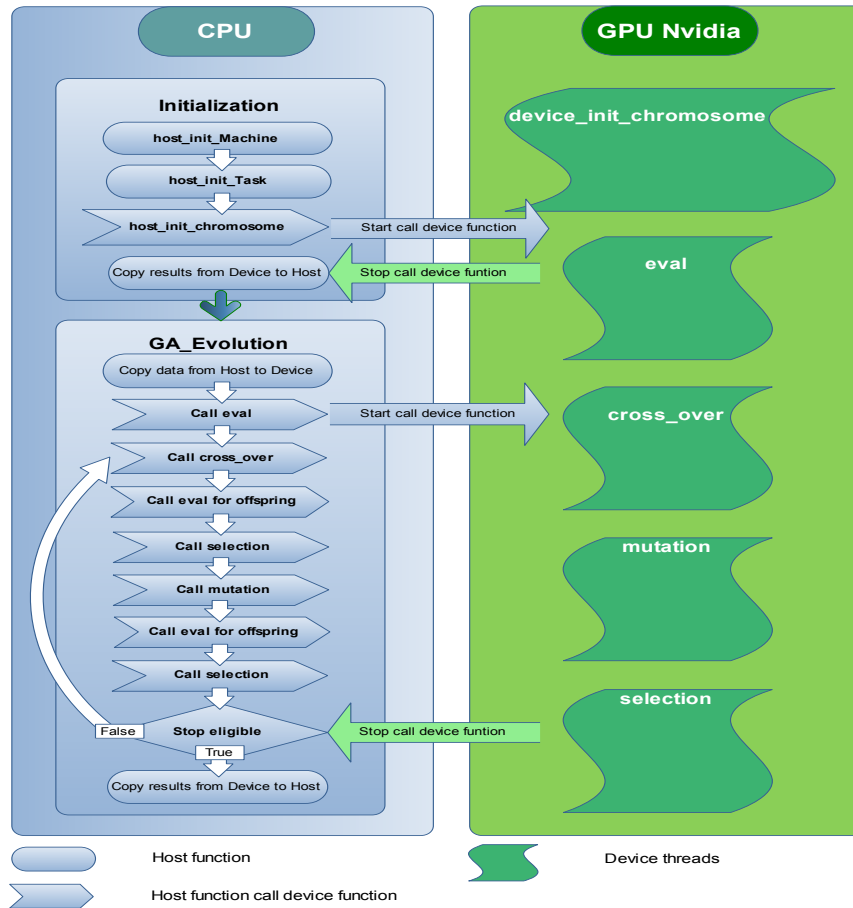 CPU
Initialization
host_init_Machine
host_init_Task
host_init_chromosome
Start call device function
Copy results from Device to Host
Stop call device funtion
GA_Evolution
Copy data from Host to Device
Call eval
Start call device function
Call cross_over
Call eval for offspring
Call selection
Call mutation
Call eval for offspring
Call selection
False
Stop eligible
Stop call device funtion
True
Copy results from Device to Host
GPU Nvidia
device_init_chromosome
eval
cross_over
mutation
selection
Host function
Device threads
Host function call device function